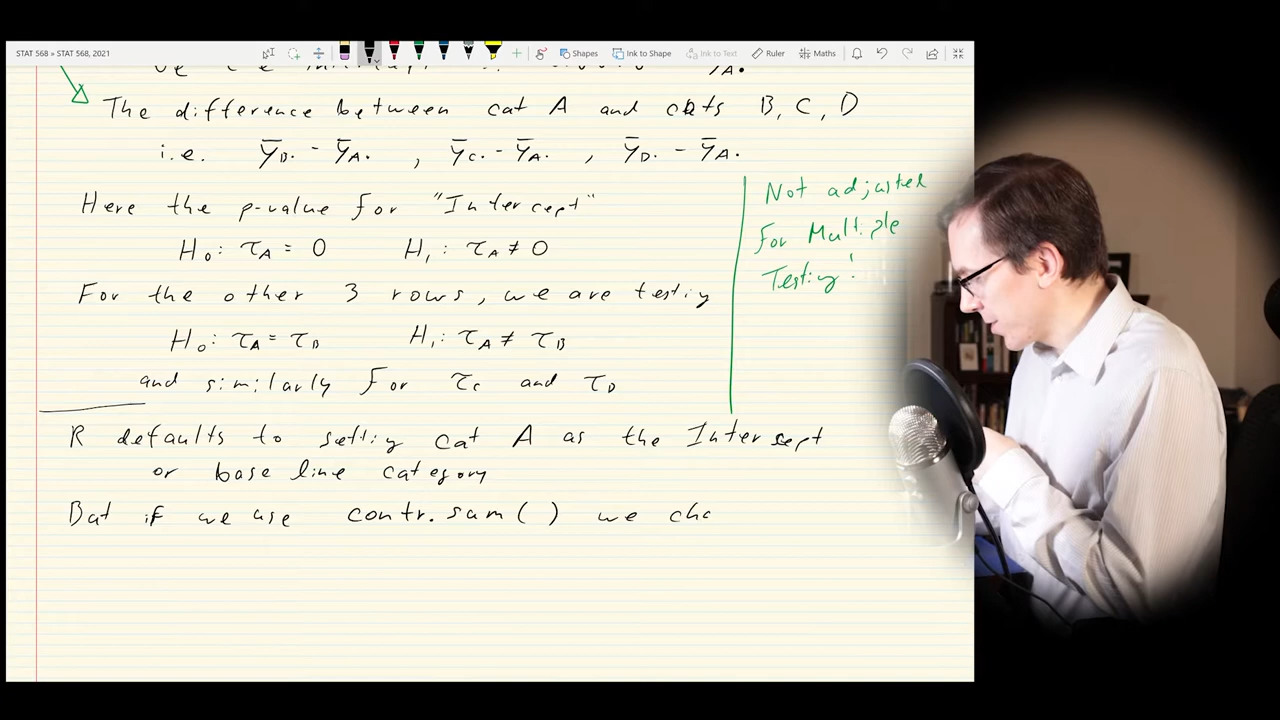 STAT 568 » STAT 568, 2021
Shapes
Ink to Shape
Ink to Text
Ruler
Maths
ȲA.
The difference between cat A and cats B, C, D
i.e. ȲB. - ȲA. , ȲC. - ȲA. , ȲD. - ȲA.
Here the p-value for "Intercept"
H0: τA = 0 H1: τA ≠ 0
For the other 3 rows, we are testing
H0: τA = τB H1: τA ≠ τB
and similarly for τC and τD
Not adjusted
for Multiple
Testing!
R defaults to setting cat A as the Intercept
or baseline category
But if we use contr.sum( ) we cha